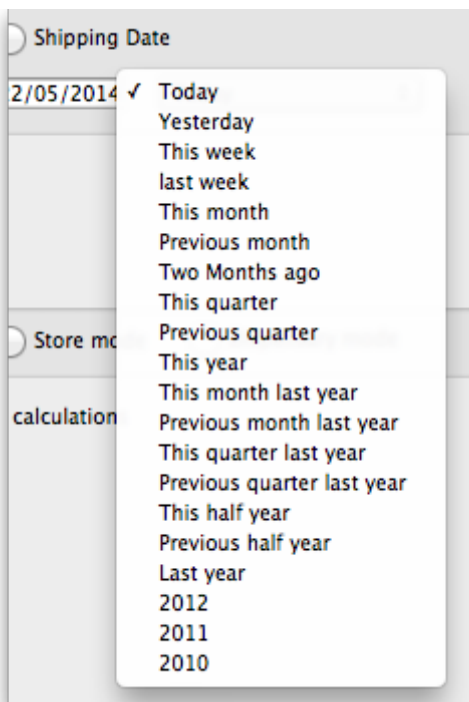 Shipping Date
2/05/2014 ✓ Today
Yesterday
This week
last week
This month
Previous month
Two Months ago
This quarter
Store mo
Previous quarter
mode
This year
This month last year
calculation
Previous month last year
This quarter last year
Previous quarter last year
This half year
Previous half year
Last year
2012
2011
2010